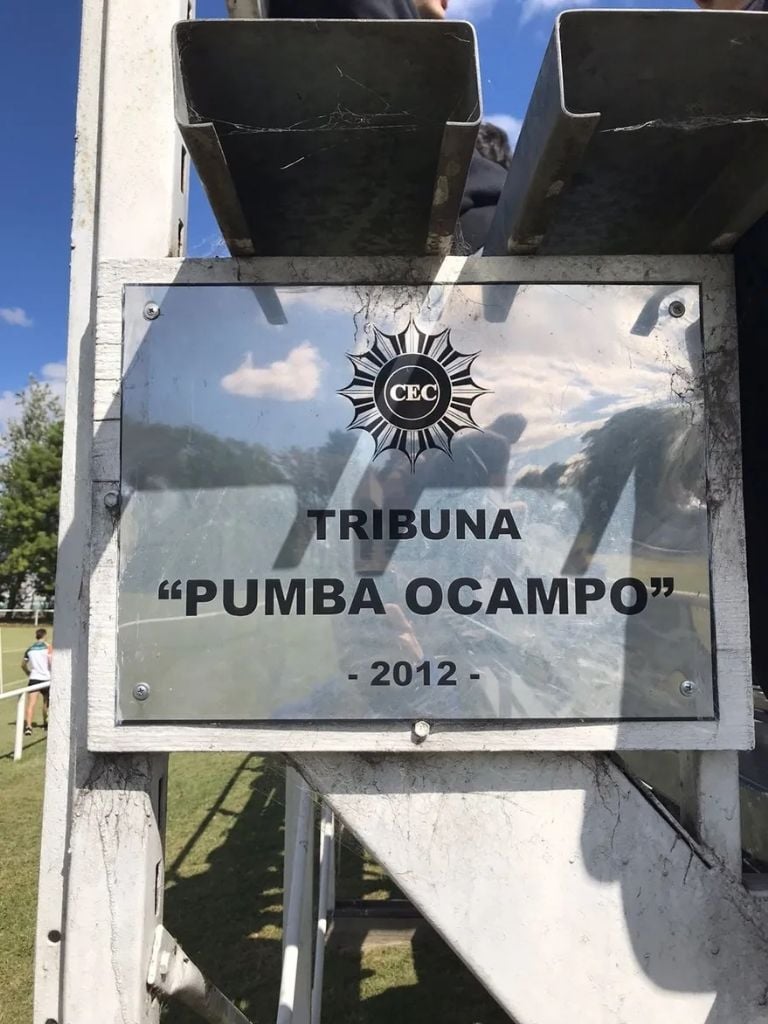 CEC
TRIBUNA
“PUMBA OCAMPO”
- 2012 -